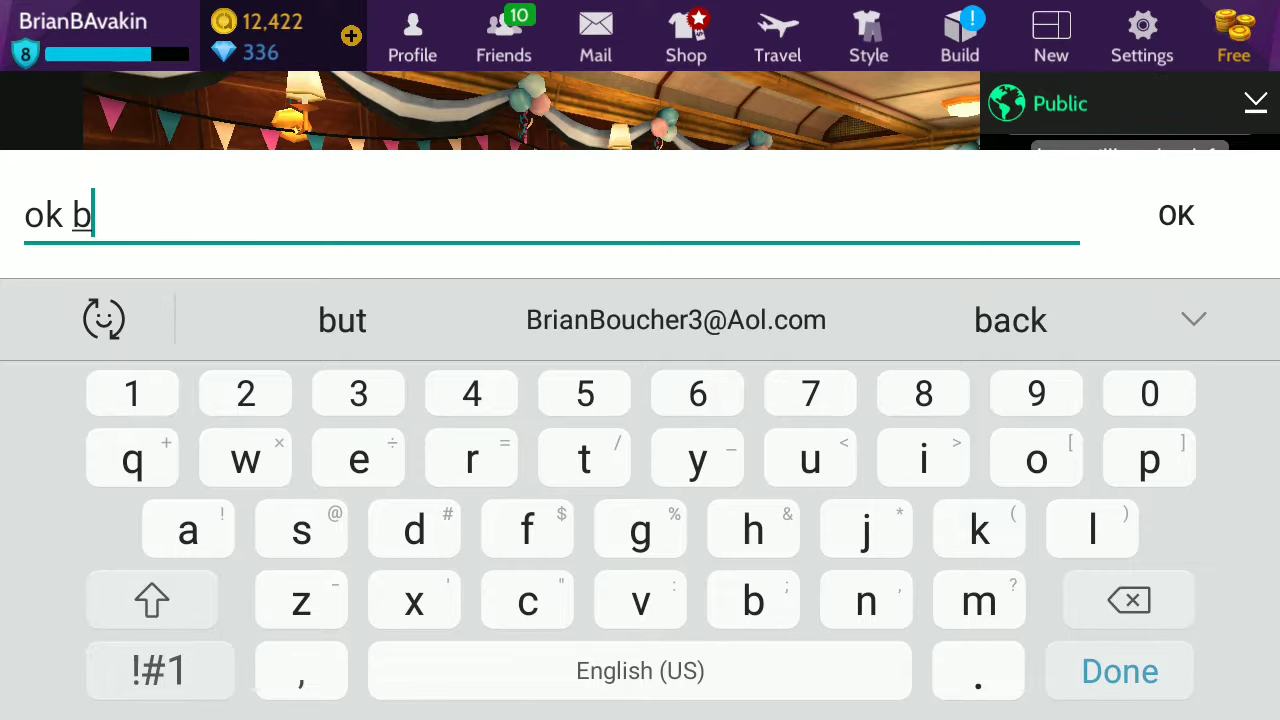 BrianBAvakin
8
12,422
336
Profile
10
Friends
Mail
Shop
Travel
Style
!
Build
New
Settings
Free
Public
ok b
OK
but
BrianBoucher3@Aol.com
back
1 2 3 4 5 6 7 8 9 0
q + w × e ÷ r = t / y _ u < i > o [ p ]
a ! s @ d # f $ g % h & j * k ( l )
z - x ' c " v : b ; n , m ?
!#1 , English (US) . Done